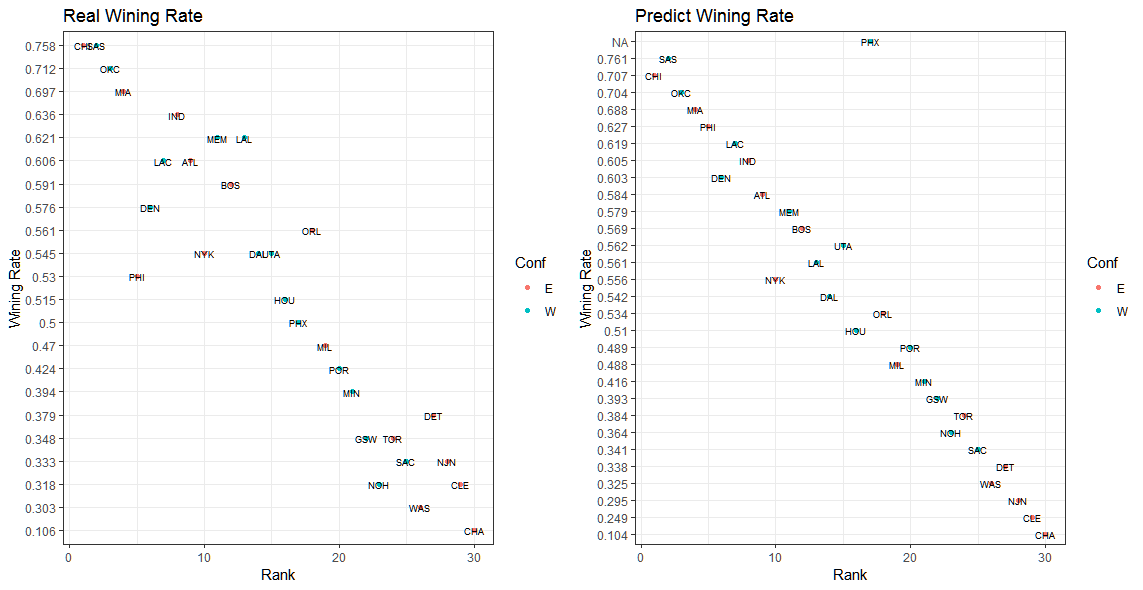 Real Wining Rate
Wining Rate
0.758
0.712
0.697
0.636
0.621
0.606
0.591
0.576
0.561
0.545
0.53
0.515
0.5
0.47
0.424
0.394
0.379
0.348
0.333
0.318
0.303
0.106
CHI SAS
OKC
MIA
IND
MEM LAL
LAC ATL
BOS
DEN
ORL
NYK DAL UTA
PHI
HOU
PHX
MIL
POR
MIN
DET
GSW TOR
SAC NJN
NOH CLE
WAS
CHA
0 10 20 30
Rank
Conf
E
W
Predict Wining Rate
Wining Rate
NA
0.761
0.707
0.704
0.688
0.627
0.619
0.605
0.603
0.584
0.579
0.569
0.562
0.561
0.556
0.542
0.534
0.51
0.489
0.488
0.416
0.393
0.384
0.364
0.341
0.338
0.325
0.295
0.249
0.104
PHX
SAS
CHI
OKC
MIA
PHI
LAC
IND
DEN
ATL
MEM
BOS
UTA
LAL
NYK
DAL
ORL
HOU
POR
MIL
MIN
GSW
TOR
NOH
SAC
DET
WAS
NJN
CLE
CHA
0 10 20 30
Rank
Conf
E
W